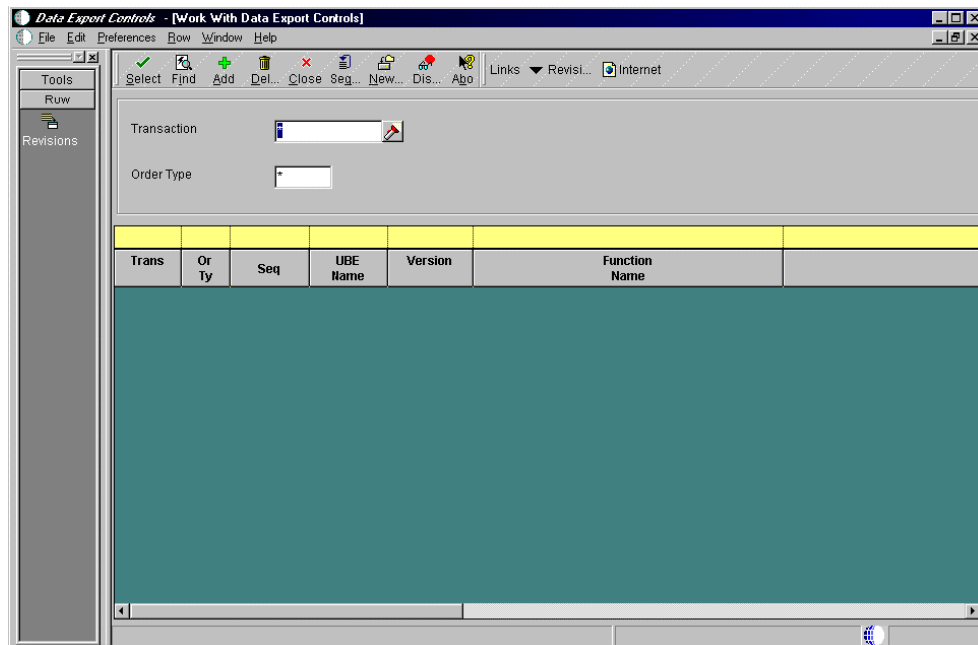 Data Export Controls - [Work With Data Export Controls]
File Edit Preferences Row Window Help
Select Find Add Del... Close Seq... New... Dis... Abo Links Revisi... Internet
Tools
Ruw
Revisions
Transaction *
Order Type *
Trans Or Ty Seq UBE Name Version Function Name